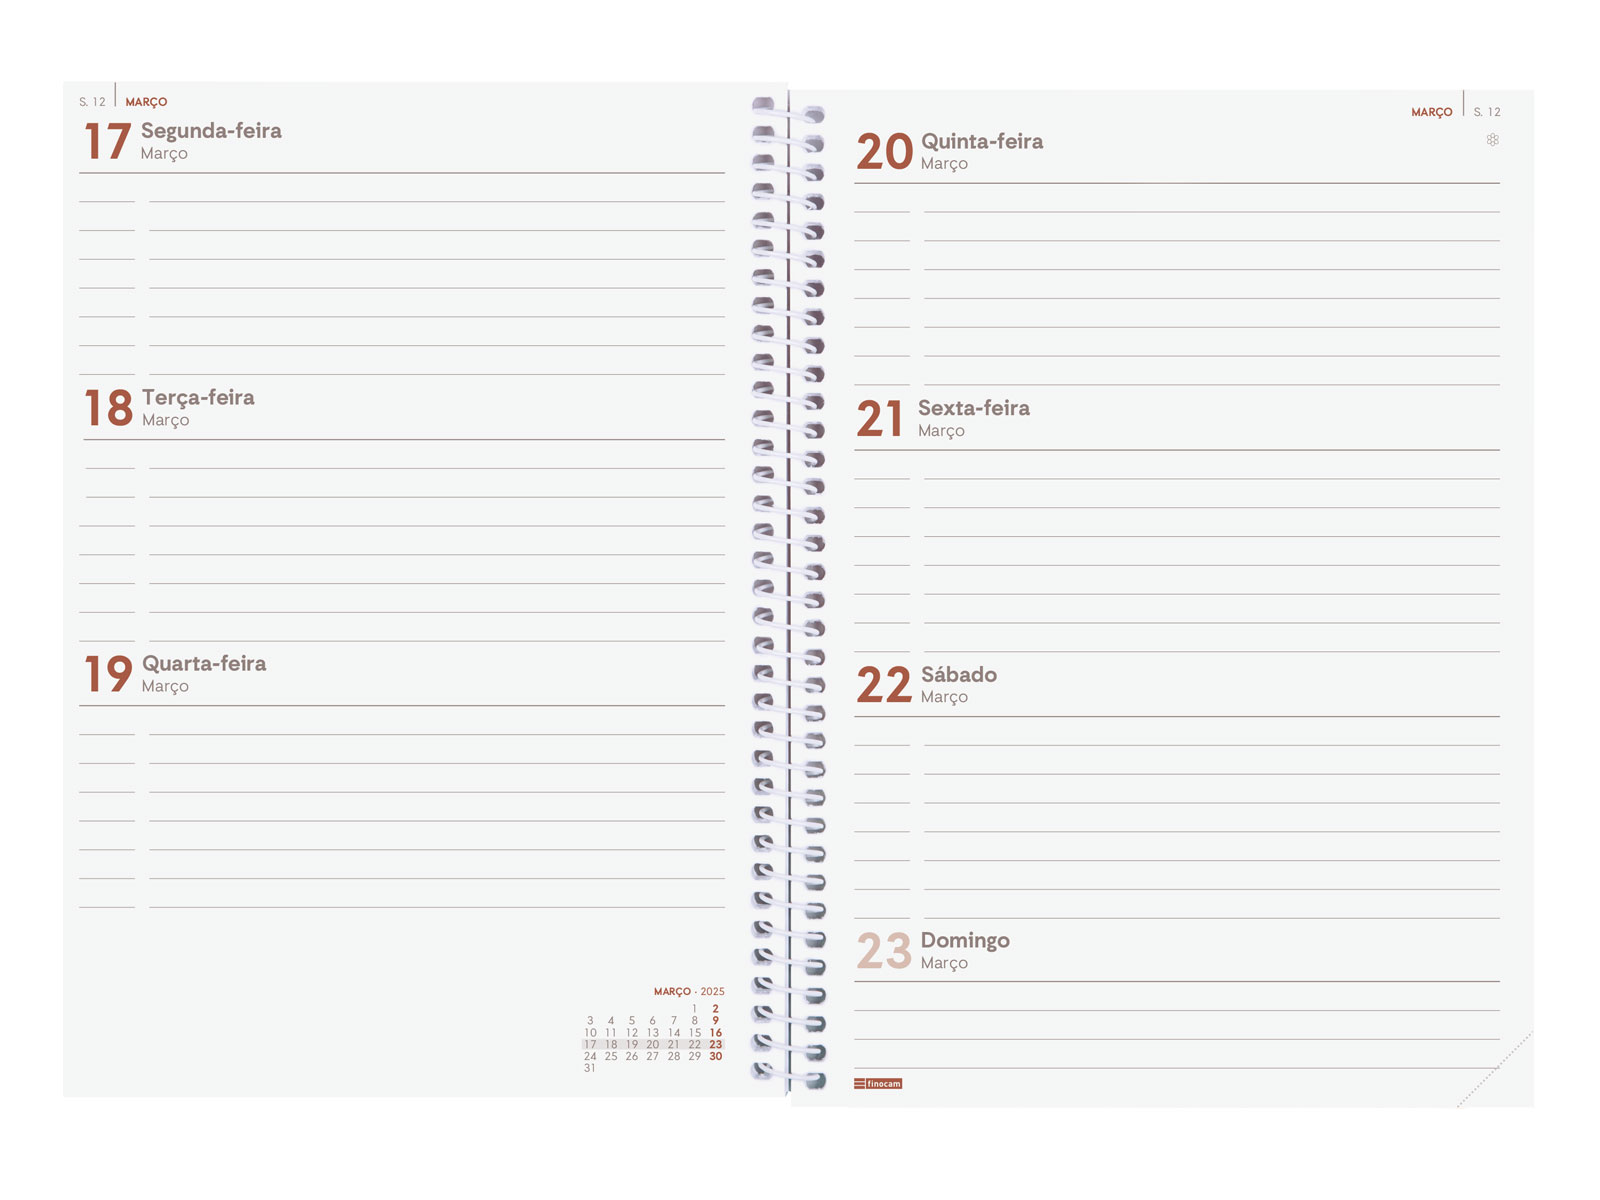 S. 12 MARÇO
17 Segunda-feira
Março
18 Terça-feira
Março
19 Quarta-feira
Março
MARÇO · 2025
1 2
3 4 5 6 7 8 9
10 11 12 13 14 15 16
17 18 19 20 21 22 23
24 25 26 27 28 29 30
31
MARÇO S. 12
20 Quinta-feira
Março
21 Sexta-feira
Março
22 Sábado
Março
23 Domingo
Março
finocam